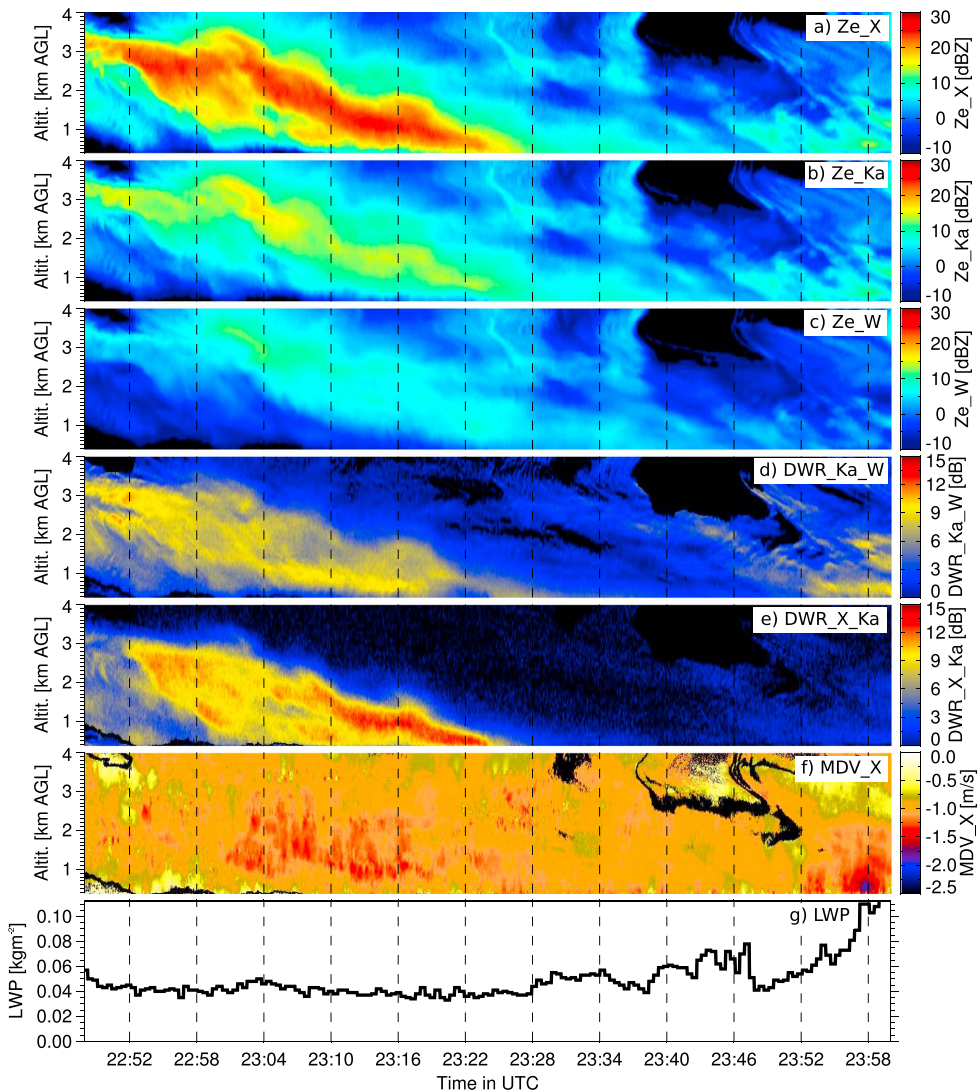 a) Ze_X
4
3
2
1
Altit. [km AGL]
30
20
10
0
-10
Ze_X [dBZ]
b) Ze_Ka
4
3
2
1
Altit. [km AGL]
30
20
10
0
-10
Ze_Ka [dBZ]
c) Ze_W
4
3
2
1
Altit. [km AGL]
30
20
10
0
-10
Ze_W [dBZ]
d) DWR_Ka_W
4
3
2
1
Altit. [km AGL]
15
12
9
6
3
0
DWR_Ka_W [dB]
e) DWR_X_Ka
4
3
2
1
Altit. [km AGL]
15
12
9
6
3
0
DWR_X_Ka [dB]
f) MDV_X
4
3
2
1
Altit. [km AGL]
0.0
-0.5
-1.0
-1.5
-2.0
-2.5
MDV_X [m/s]
g) LWP
0.10
0.08
0.06
0.04
0.02
0.00
LWP [kgm⁻²]
22:52 22:58 23:04 23:10 23:16 23:22 23:28 23:34 23:40 23:46 23:52 23:58
Time in UTC